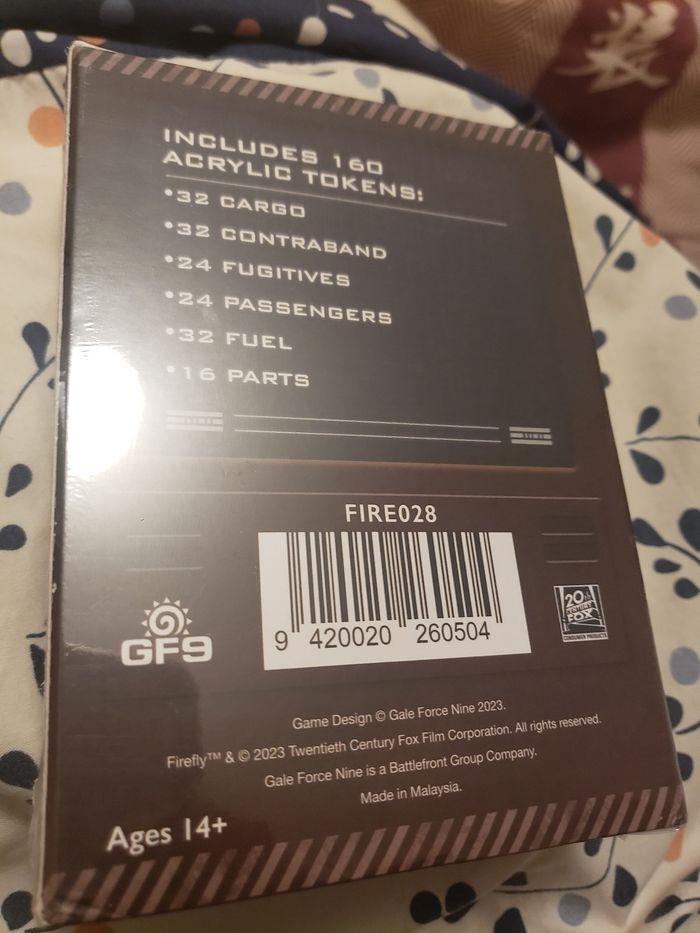 INCLUDES 160
ACRYLIC TOKENS:
•32 CARGO
•32 CONTRABAND
•24 FUGITIVES
•24 PASSENGERS
•32 FUEL
•16 PARTS
FIRE028
9 420020 260504
GF9
20th
CENTURY
FOX
CONSUMER PRODUCTS
Game Design © Gale Force Nine 2023.
Firefly™ & © 2023 Twentieth Century Fox Film Corporation. All rights reserved.
Gale Force Nine is a Battlefront Group Company.
Made in Malaysia.
Ages 14+